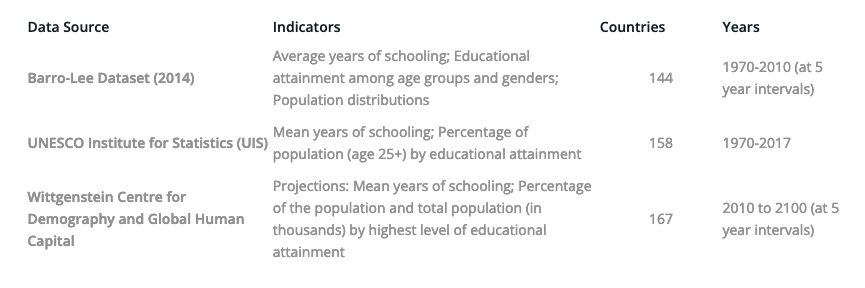 Data Source Indicators Countries Years
Barro-Lee Dataset (2014)
Average years of schooling; Educational
attainment among age groups and genders;
Population distributions
144
1970-2010 (at 5
year intervals)
UNESCO Institute for Statistics (UIS)
Mean years of schooling; Percentage of
population (age 25+) by educational attainment
158
1970-2017
Wittgenstein Centre for
Demography and Global Human
Capital
Projections: Mean years of schooling; Percentage
of the population and total population (in
thousands) by highest level of educational
attainment
167
2010 to 2100 (at 5
year intervals)